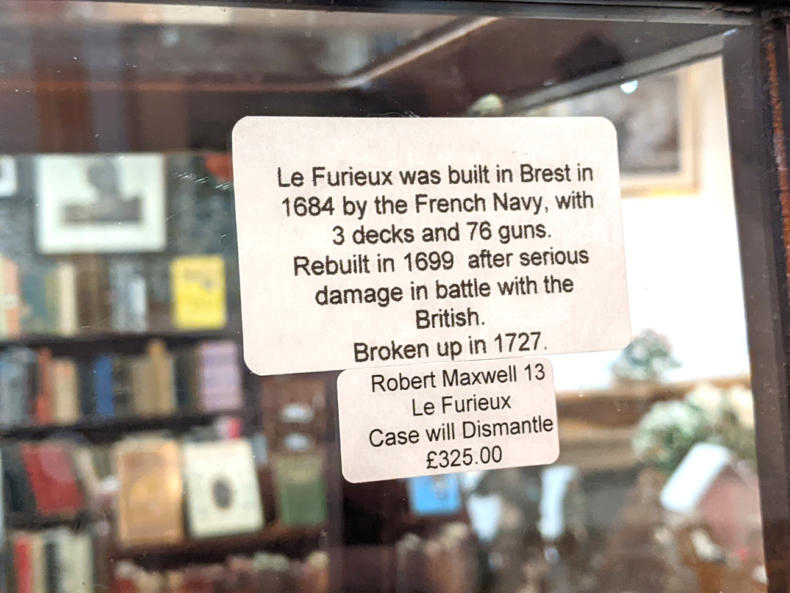 Le Furieux was built in Brest in
1684 by the French Navy, with
3 decks and 76 guns.
Rebuilt in 1699 after serious
damage in battle with the
British.
Broken up in 1727.
Robert Maxwell 13
Le Furieux
Case will Dismantle
£325.00